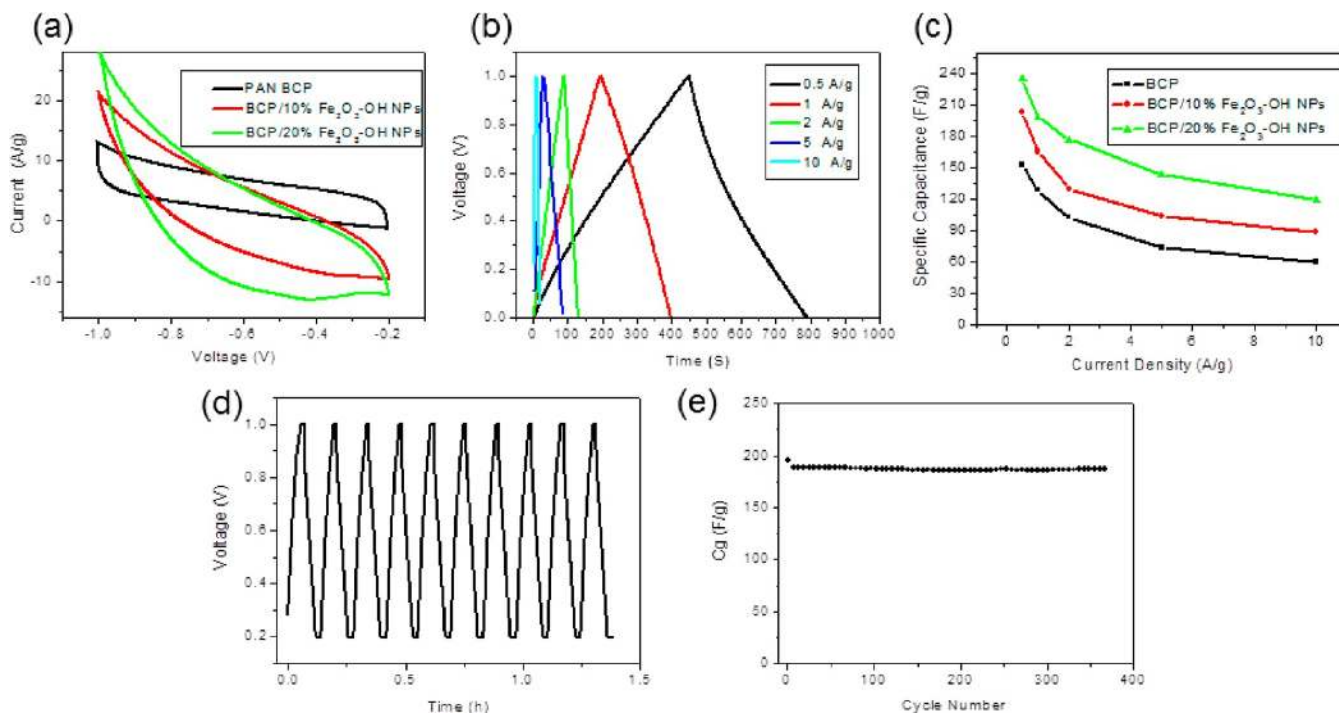 (a)
Current (A/g)
20
10
0
-10
PAN BCP
BCP/10% Fe₂O₃-OH NPs
BCP/20% Fe₂O₃-OH NPs
-1.0 -0.8 -0.6 -0.4 -0.2
Voltage (V)
(b)
Voltage (V)
1.0
0.8
0.6
0.4
0.2
0.0
0.5 A/g
1 A/g
2 A/g
5 A/g
10 A/g
0 100 200 300 400 500 600 700 800 900 1000
Time (S)
(c)
Specific Capacitance (F/g)
270
240
210
180
150
120
90
60
30
0
BCP
BCP/10% Fe₂O₃-OH NPs
BCP/20% Fe₂O₃-OH NPs
0 2 4 6 8 10
Current Density (A/g)
(d)
Voltage (V)
1.0
0.8
0.6
0.4
0.2
0.0 0.5 1.0 1.5
Time (h)
(e)
Cg (F/g)
250
200
150
100
50
0
0 100 200 300 400
Cycle Number